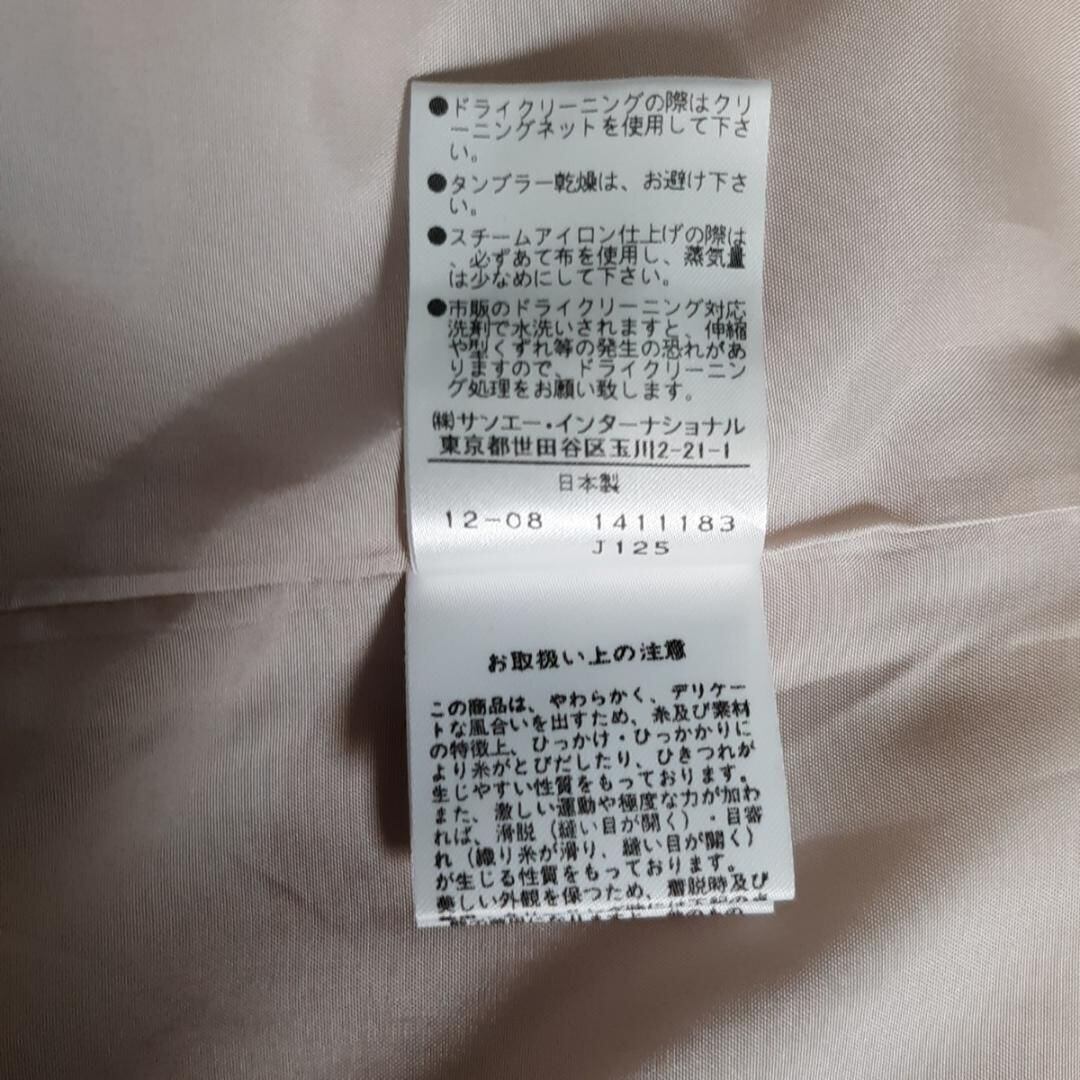 ●ドライクリーニングの際はクリ
ーニングネットを使用して下さ
い。
●タンブラー乾燥は、お避け下さ
い。
●スチームアイロン仕上げの際は
、必ずあて布を使用し、蒸気量
は少なめにして下さい。
●市販のドライクリーニング対応
洗剤で水洗いされますと、伸縮
や型くずれ等の発生の恐れがあ
りますので、ドライクリーニン
グ処理をお願い致します。
㈱サンエー・インターナショナル
東京都世田谷区玉川2-21-1
日本製
12-08 1411183
J125
お取扱い上の注意
この商品は、やわらかく、デリケー
トな風合いを出すため、糸及び素材
の特徴上、ひっかけ・ひっかかりに
より糸がとびだしたり、ひきつれが
生じやすい性質をもっております。
また、激しい運動や極度な力が加わ
れば、滑脱（縫い目が開く）・目寄
れ（織り糸が滑り、縫い目が開く）
が生じる性質をもっております。
美しい外観を保つため、着脱時及び